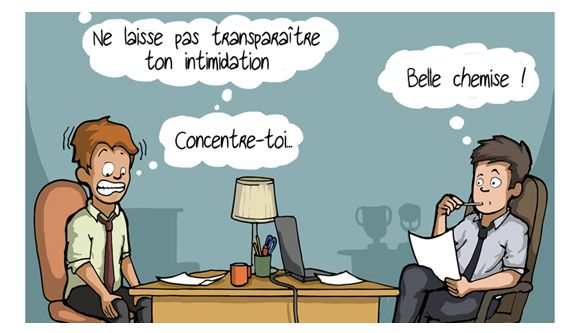 Ne laisse pas transparaître
ton intimidation
Concentre-toi...
Belle chemise !